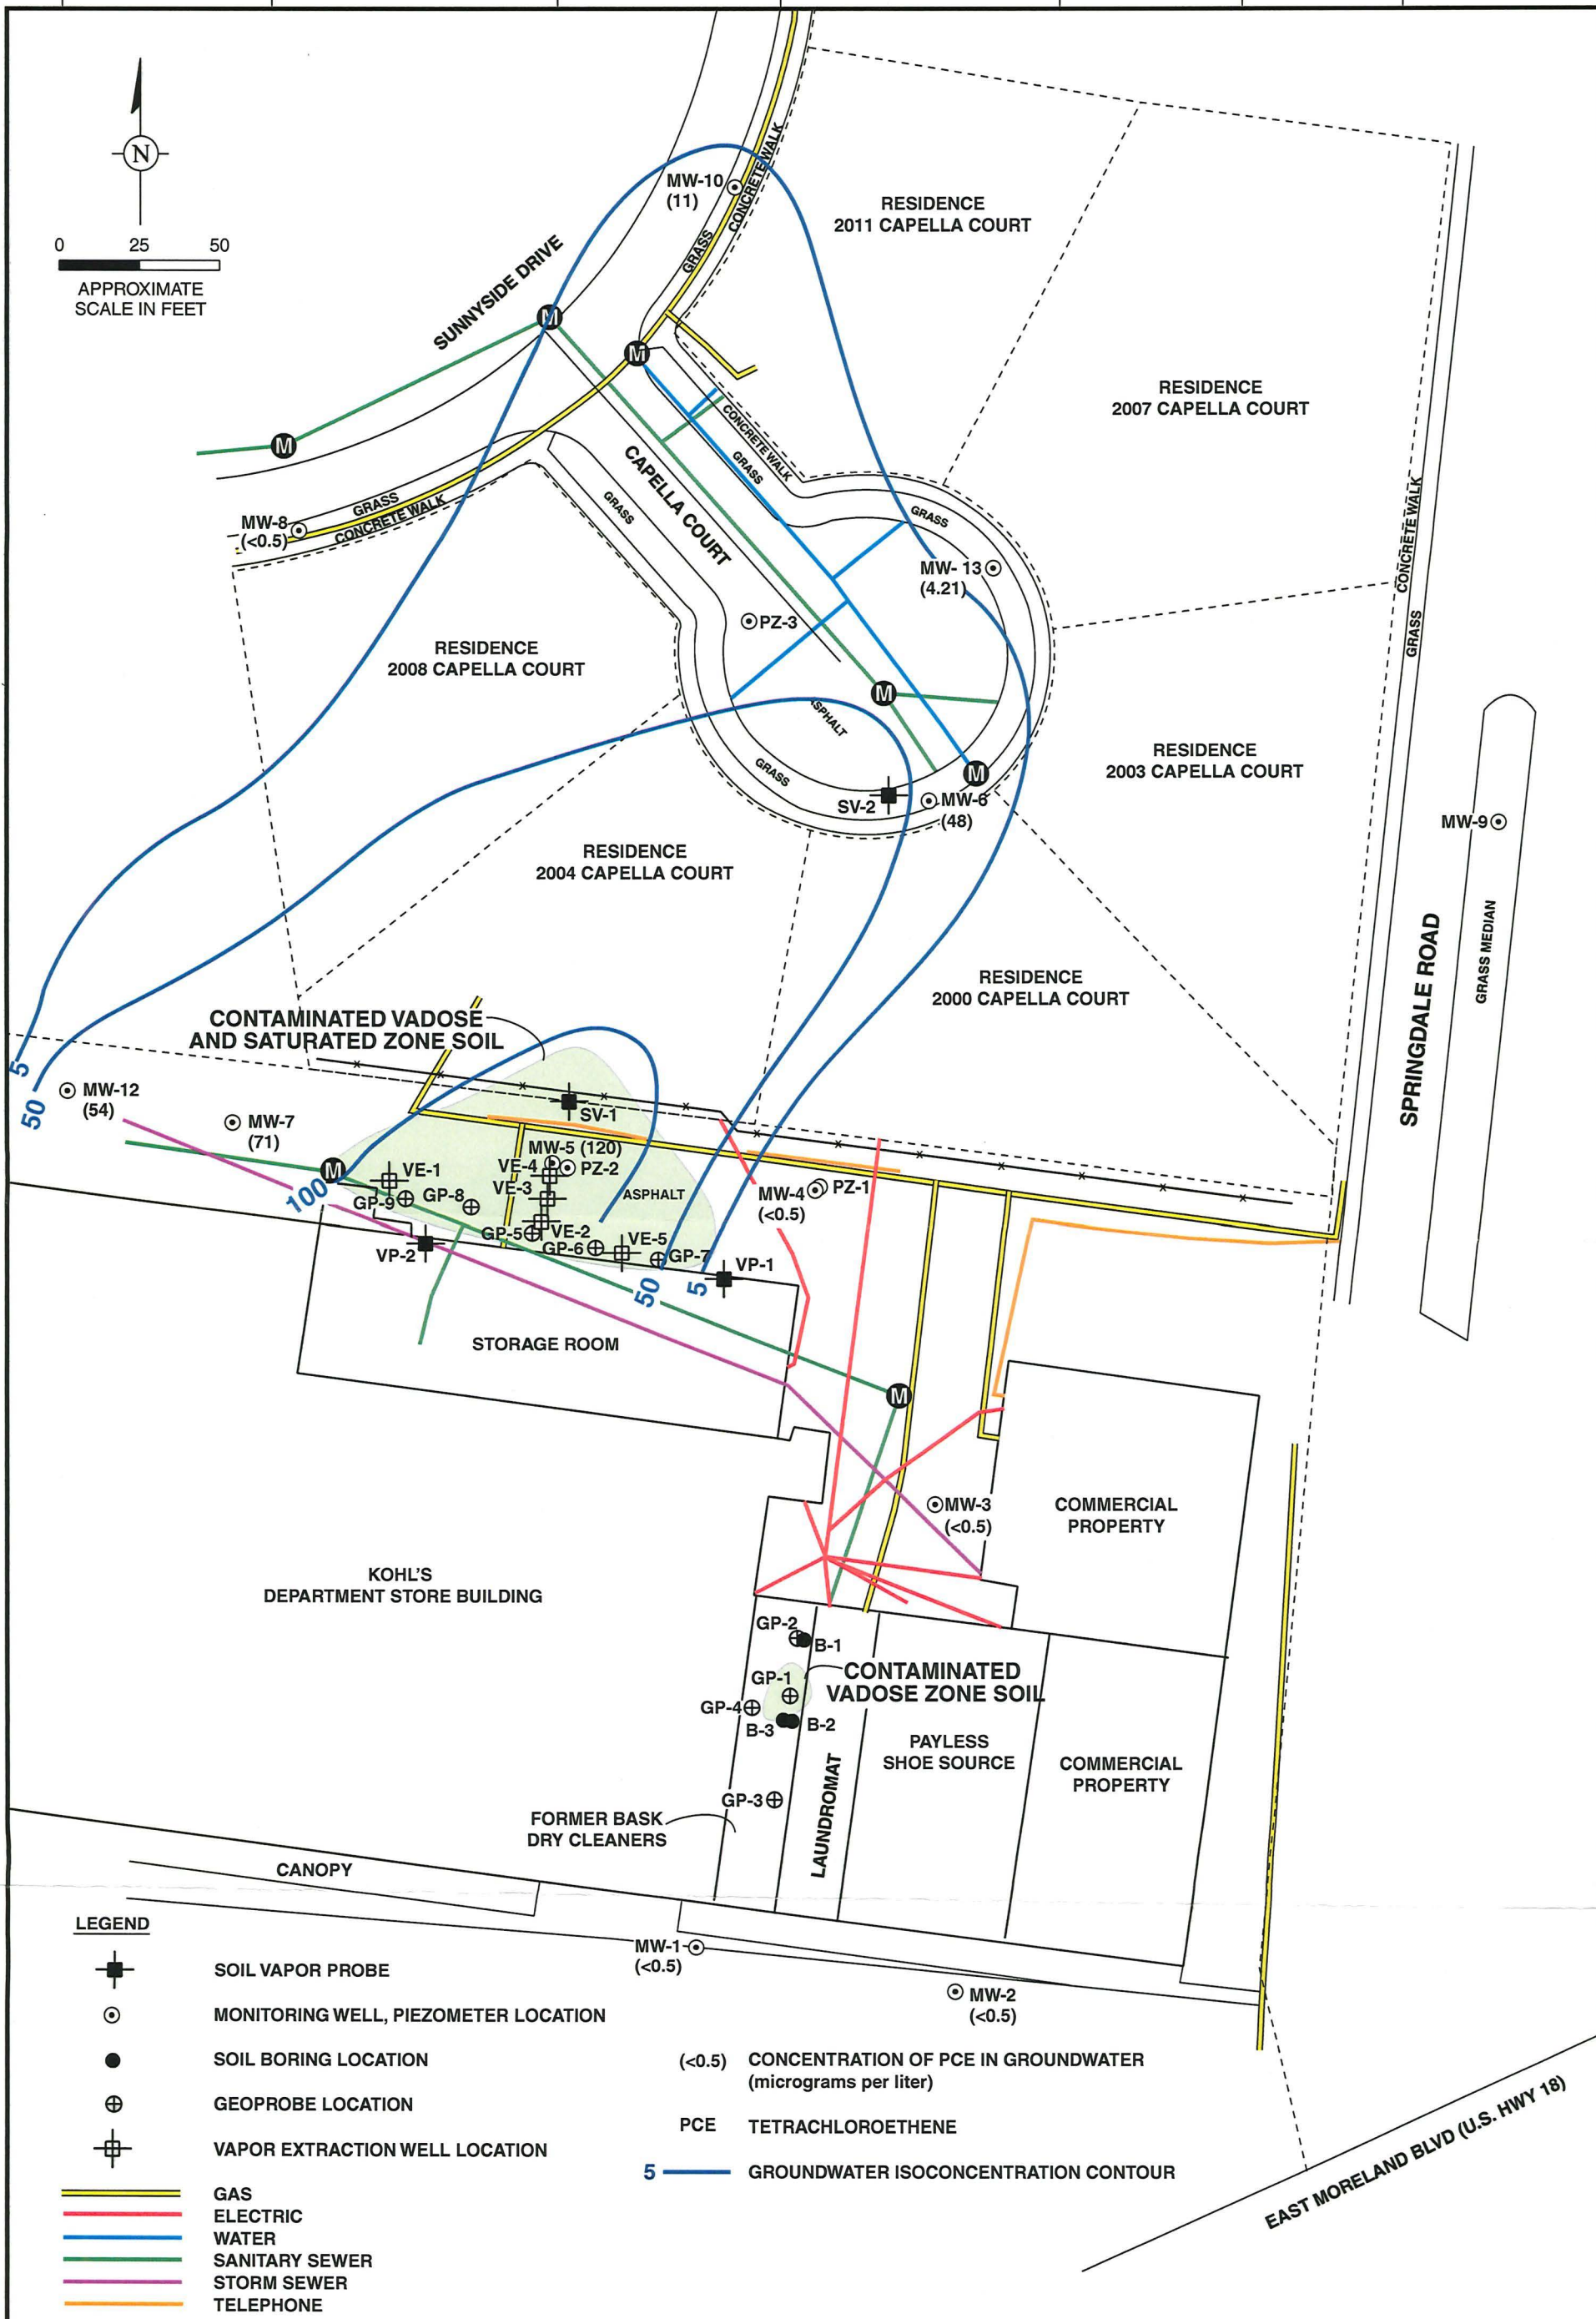 N
0 25 50
APPROXIMATE
SCALE IN FEET
SUNNYSIDE DRIVE
MW-10
(11)
GRASS
CONCRETE WALK
RESIDENCE
2011 CAPELLA COURT
RESIDENCE
2007 CAPELLA COURT
M
M
M
CONCRETE WALK
GRASS
CAPELLA COURT
GRASS
GRASS
CONCRETE WALK
MW-8
(<0.5)
GRASS
MW- 13
(4.21)
CONCRETE WALK
GRASS
PZ-3
RESIDENCE
2008 CAPELLA COURT
M
ASPHALT
GRASS
M
SV-2
MW-6
(48)
RESIDENCE
2003 CAPELLA COURT
MW-9
RESIDENCE
2004 CAPELLA COURT
SPRINGDALE ROAD
GRASS MEDIAN
RESIDENCE
2000 CAPELLA COURT
CONTAMINATED VADOSE
AND SATURATED ZONE SOIL
5
50
MW-12
(54)
MW-7
(71)
SV-1
MW-5 (120)
M
VE-1
VE-4
PZ-2
VE-3
ASPHALT
100
GP-9
GP-8
GP-5
VE-2
GP-6
VE-5
GP-7
VP-2
VP-1
50
5
MW-4
(<0.5)
PZ-1
STORAGE ROOM
M
MW-3
(<0.5)
COMMERCIAL
PROPERTY
KOHL'S
DEPARTMENT STORE BUILDING
GP-2
B-1
GP-1
CONTAMINATED
VADOSE ZONE SOIL
GP-4
B-3
B-2
PAYLESS
SHOE SOURCE
COMMERCIAL
PROPERTY
GP-3
LAUNDROMAT
FORMER BASK
DRY CLEANERS
CANOPY
MW-1
(<0.5)
MW-2
(<0.5)
EAST MORELAND BLVD (U.S. HWY 18)
LEGEND
SOIL VAPOR PROBE
MONITORING WELL, PIEZOMETER LOCATION
SOIL BORING LOCATION
GEOPROBE LOCATION
VAPOR EXTRACTION WELL LOCATION
GAS
ELECTRIC
WATER
SANITARY SEWER
STORM SEWER
TELEPHONE
(<0.5) CONCENTRATION OF PCE IN GROUNDWATER
(micrograms per liter)
PCE TETRACHLOROETHENE
5 GROUNDWATER ISOCONCENTRATION CONTOUR